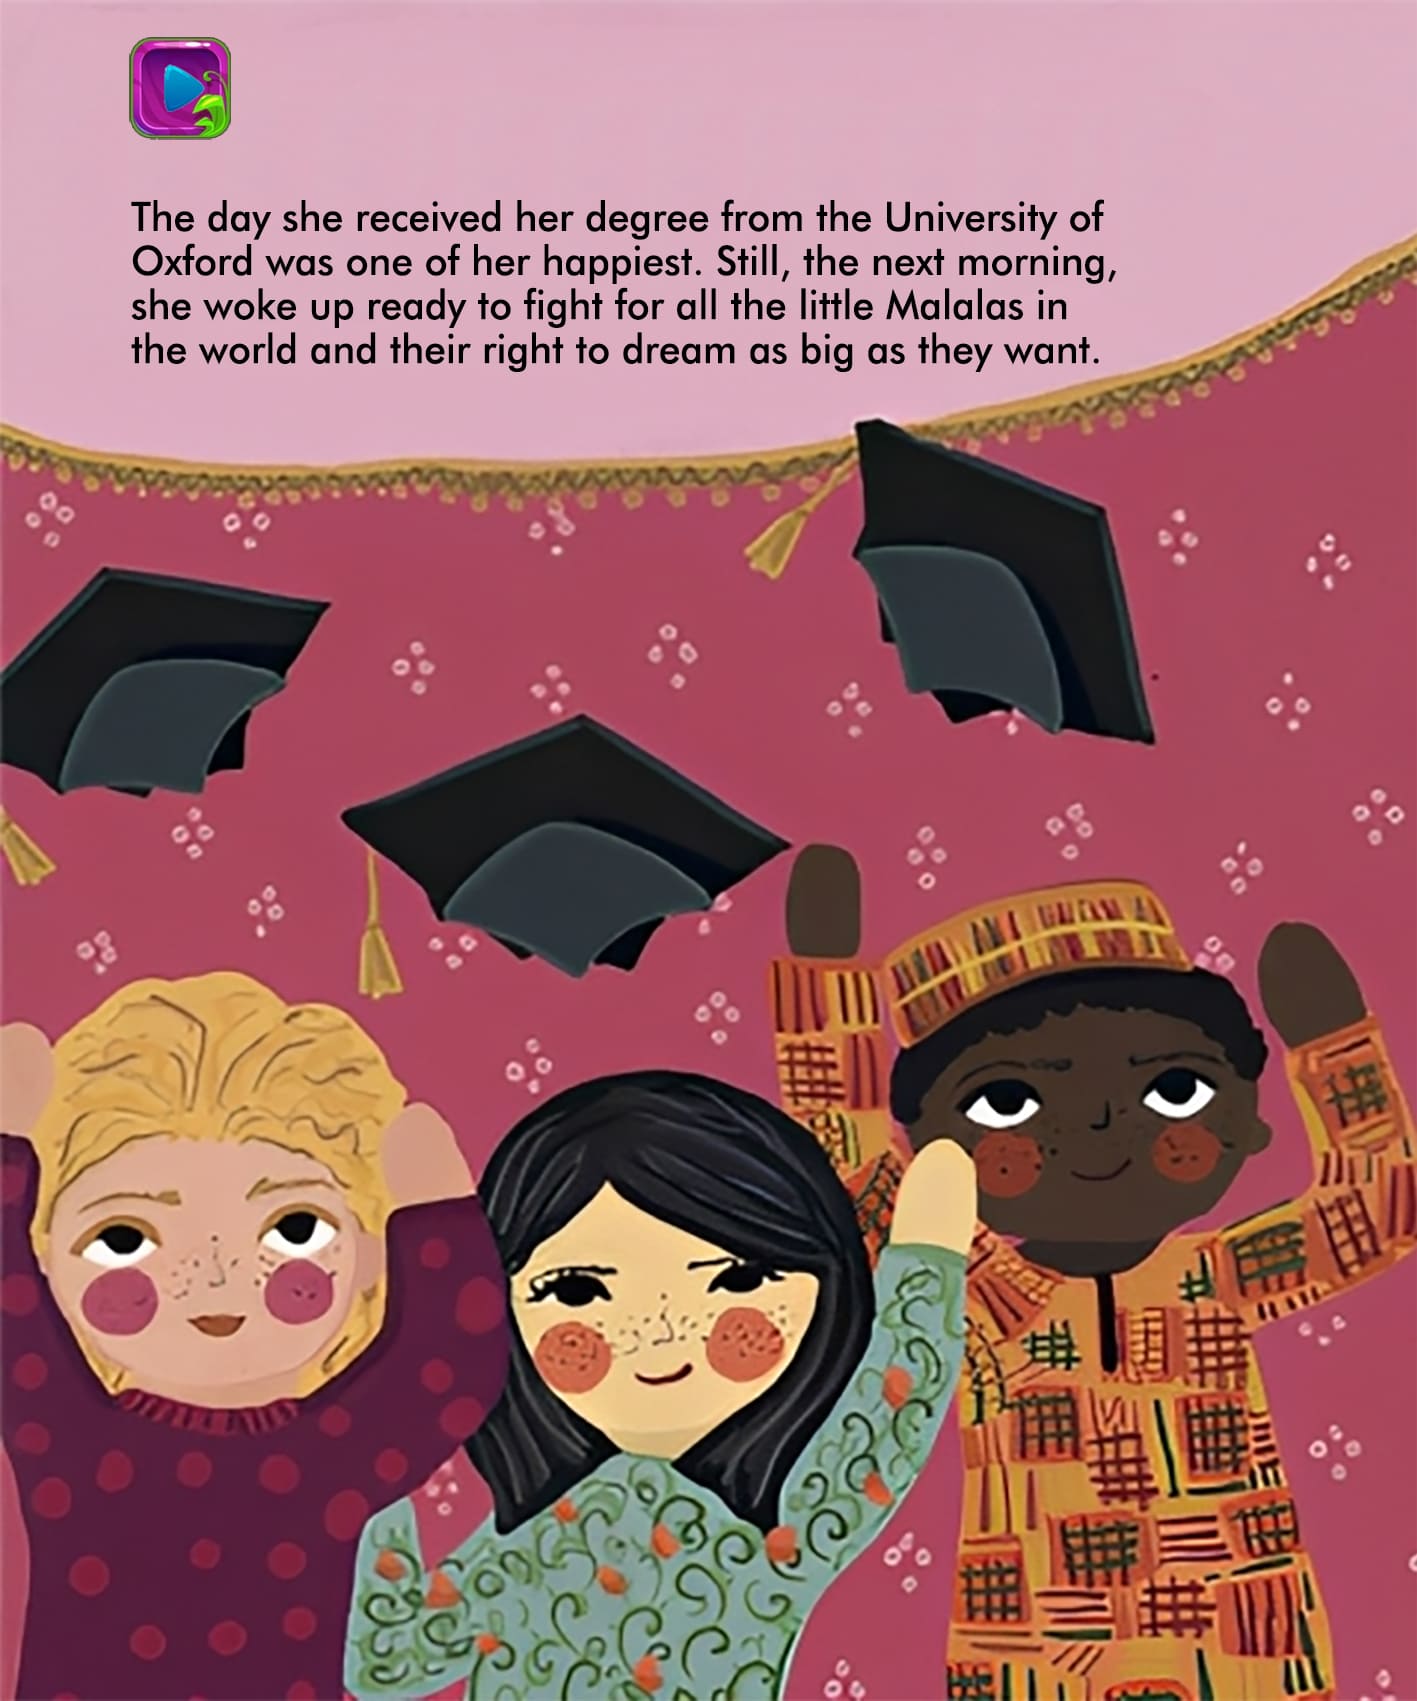 The day she received her degree from the University of
Oxford was one of her happiest. Still, the next morning,
she woke up ready to fight for all the little Malalas in
the world and their right to dream as big as they want.